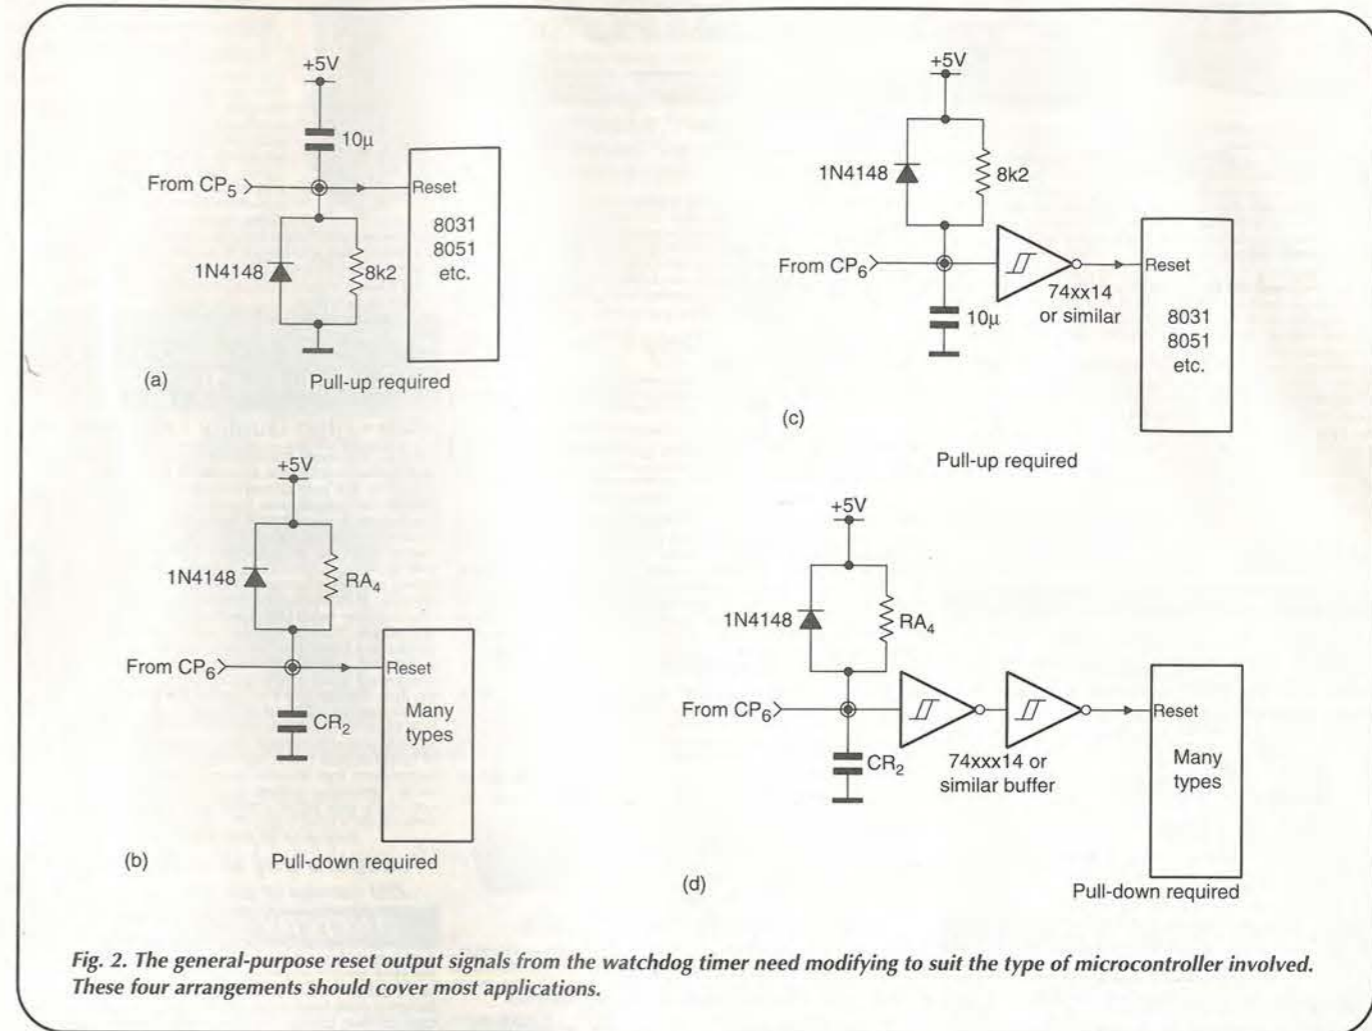 +5V
10µ
From CP5
Reset
8031
8051
etc.
1N4148
8k2
(a)
Pull-up required
+5V
1N4148
RA4
From CP6
Reset
Many
types
CR2
(b)
Pull-down required
+5V
1N4148
8k2
From CP6
Reset
74xx14
or similar
10µ
8031
8051
etc.
(c)
Pull-up required
+5V
1N4148
RA4
From CP6
Reset
CR2
74xxx14 or
similar buffer
Many
types
(d)
Pull-down required
Fig. 2. The general-purpose reset output signals from the watchdog timer need modifying to suit the type of microcontroller involved.
These four arrangements should cover most applications.